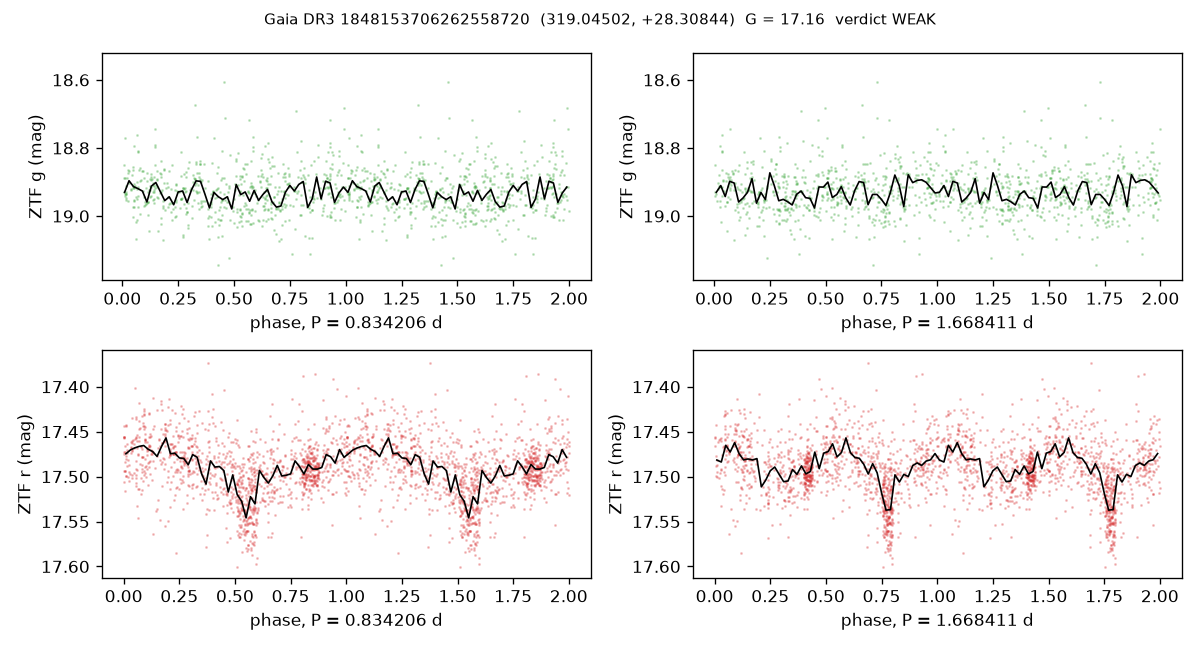 Gaia DR3 1848153706262558720  (319.04502, +28.30844)  G = 17.16  verdict WEAK
ZTF g (mag)
18.6
18.8
19.0
0.00 0.25 0.50 0.75 1.00 1.25 1.50 1.75 2.00
phase, P = 0.834206 d
ZTF g (mag)
18.6
18.8
19.0
0.00 0.25 0.50 0.75 1.00 1.25 1.50 1.75 2.00
phase, P = 1.668411 d
ZTF r (mag)
17.40
17.45
17.50
17.55
17.60
0.00 0.25 0.50 0.75 1.00 1.25 1.50 1.75 2.00
phase, P = 0.834206 d
ZTF r (mag)
17.40
17.45
17.50
17.55
17.60
0.00 0.25 0.50 0.75 1.00 1.25 1.50 1.75 2.00
phase, P = 1.668411 d